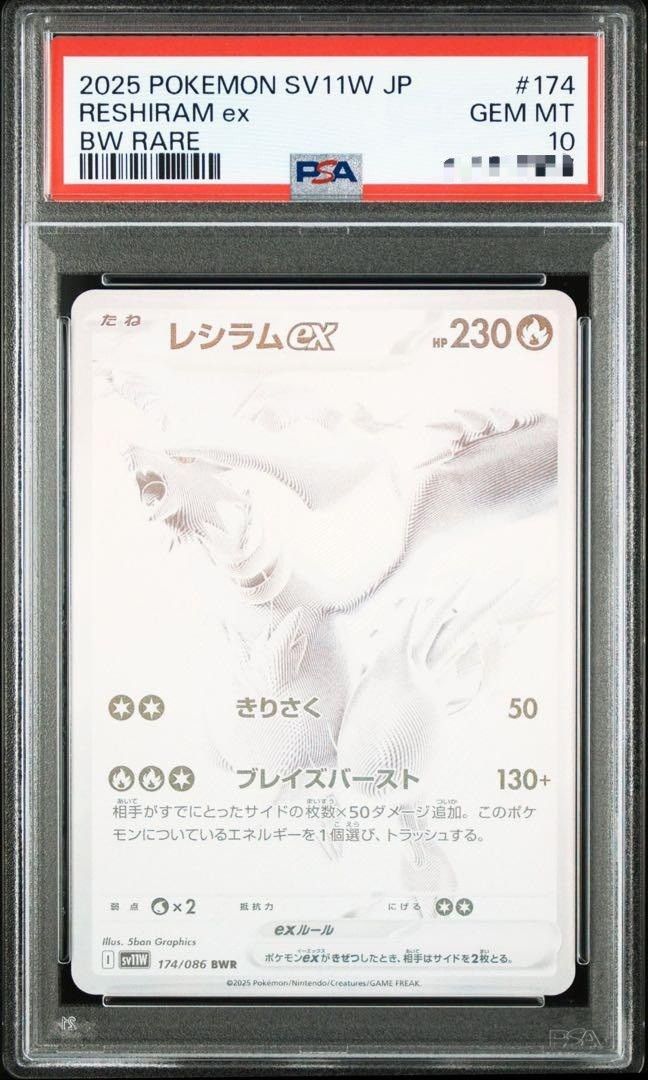 2025 POKEMON SV11W JP #174
RESHIRAM ex GEM MT
BW RARE 10
PSA
たね レシラムex HP230
きりさく 50
ブレイズバースト 130+
相手がすでにとったサイドの枚数×50ダメージ追加。このポケ
モンについているエネルギーを1個選び、トラッシュする。
弱点 ×2 抵抗力 にげる
exルール
ポケモンexがきぜつしたとき、相手はサイドを2枚とる。
Illus. 5ban Graphics
I SV11W 174/086 BWR
©2025 Pokémon/Nintendo/Creatures/GAME FREAK.
PSA